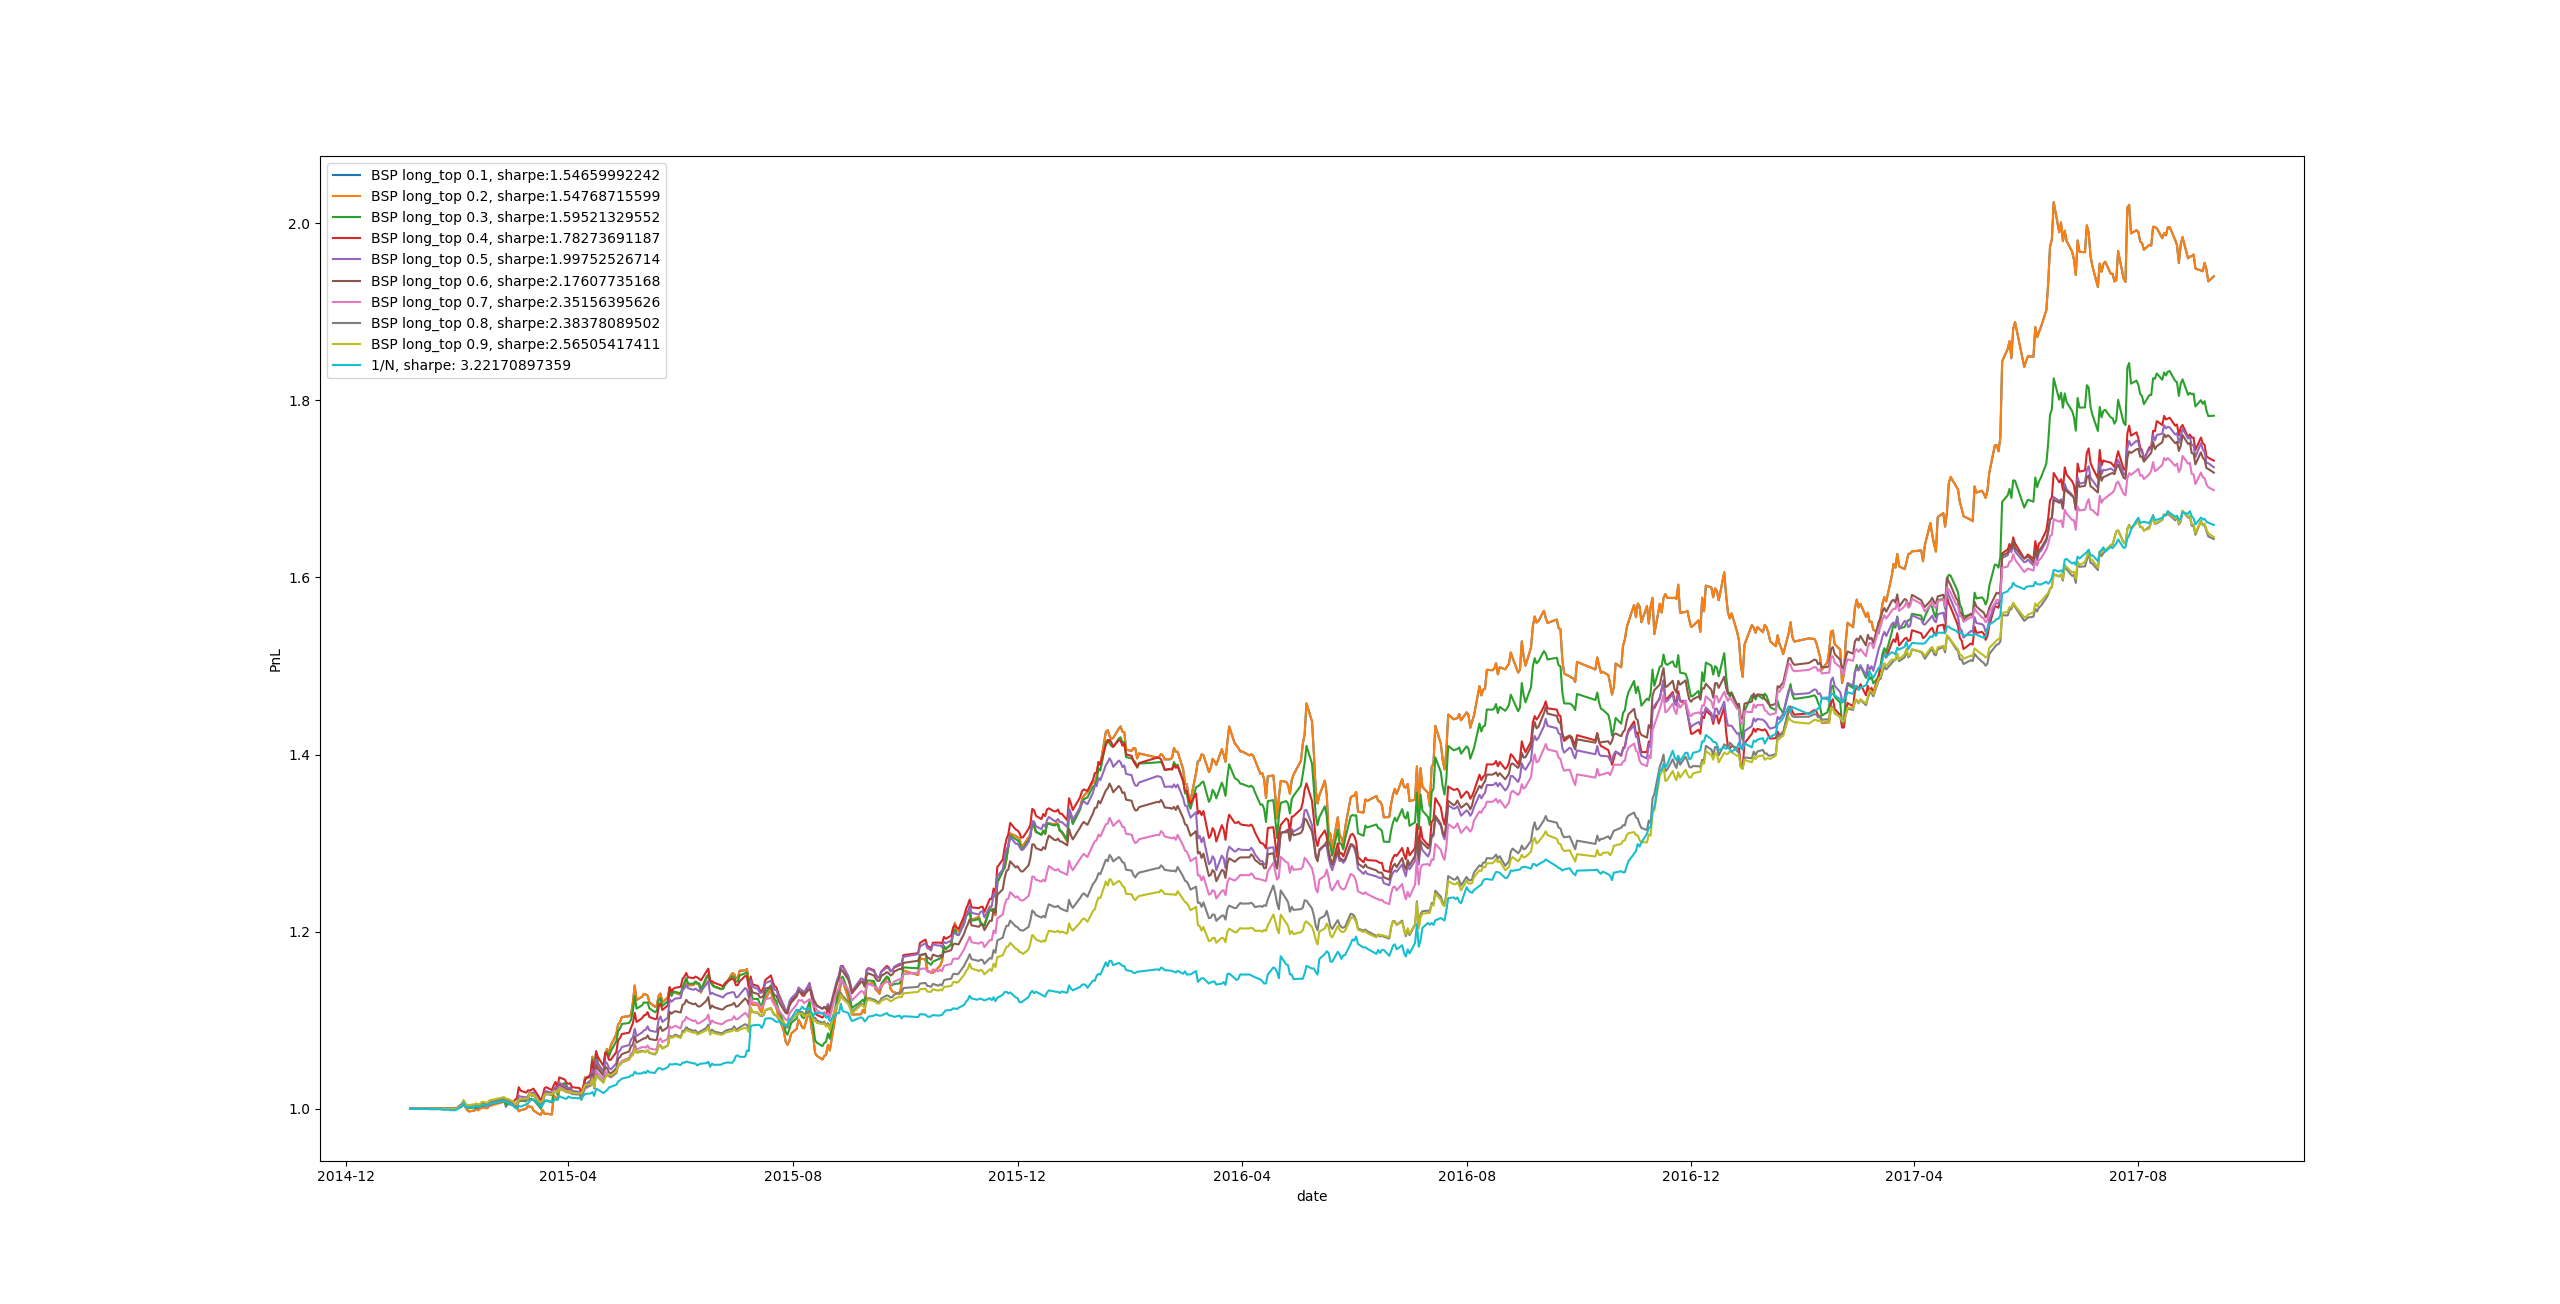 BSP long_top 0.1, sharpe:1.54659992242
BSP long_top 0.2, sharpe:1.54768715599
BSP long_top 0.3, sharpe:1.59521329552
BSP long_top 0.4, sharpe:1.78273691187
BSP long_top 0.5, sharpe:1.99752526714
BSP long_top 0.6, sharpe:2.17607735168
BSP long_top 0.7, sharpe:2.35156395626
BSP long_top 0.8, sharpe:2.38378089502
BSP long_top 0.9, sharpe:2.56505417411
1/N, sharpe: 3.22170897359
2.0
1.8
1.6
1.4
1.2
1.0
PnL
2014-12
2015-04
2015-08
2015-12
2016-04
2016-08
2016-12
2017-04
2017-08
date